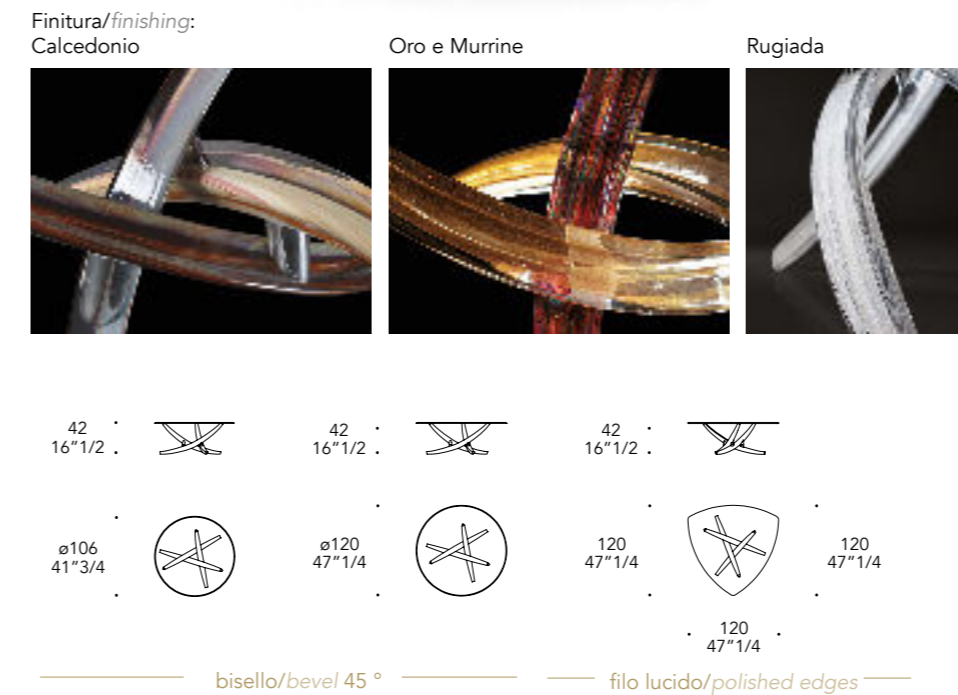 Finitura/finishing:
Calcedonio
Oro e Murrine
Rugiada
42
16”1/2
42
16”1/2
42
16”1/2
ø106
41”3/4
ø120
47”1/4
120
47”1/4
120
47”1/4
120
47”1/4
bisello/bevel 45 °
filo lucido/polished edges